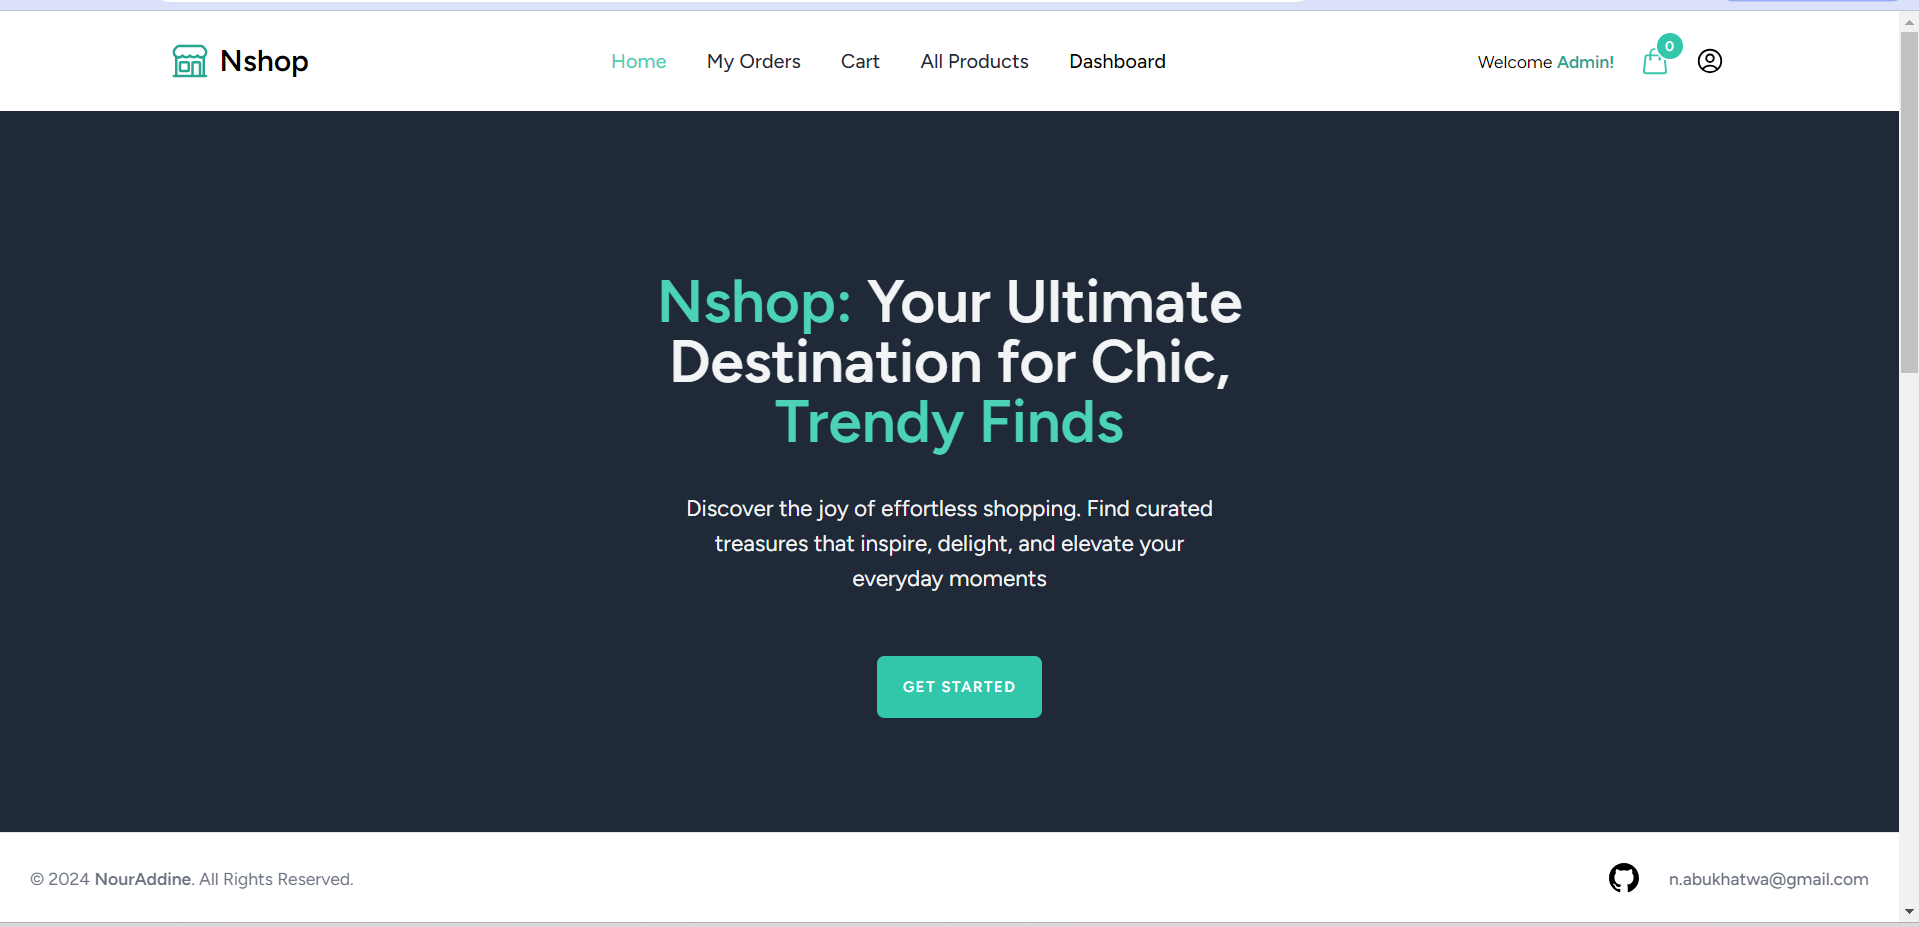 Nshop
Home My Orders Cart All Products Dashboard
Welcome Admin! 0
Nshop: Your Ultimate
Destination for Chic,
Trendy Finds
Discover the joy of effortless shopping. Find curated
treasures that inspire, delight, and elevate your
everyday moments
GET STARTED
© 2024 NourAddine. All Rights Reserved.
n.abukhatwa@gmail.com